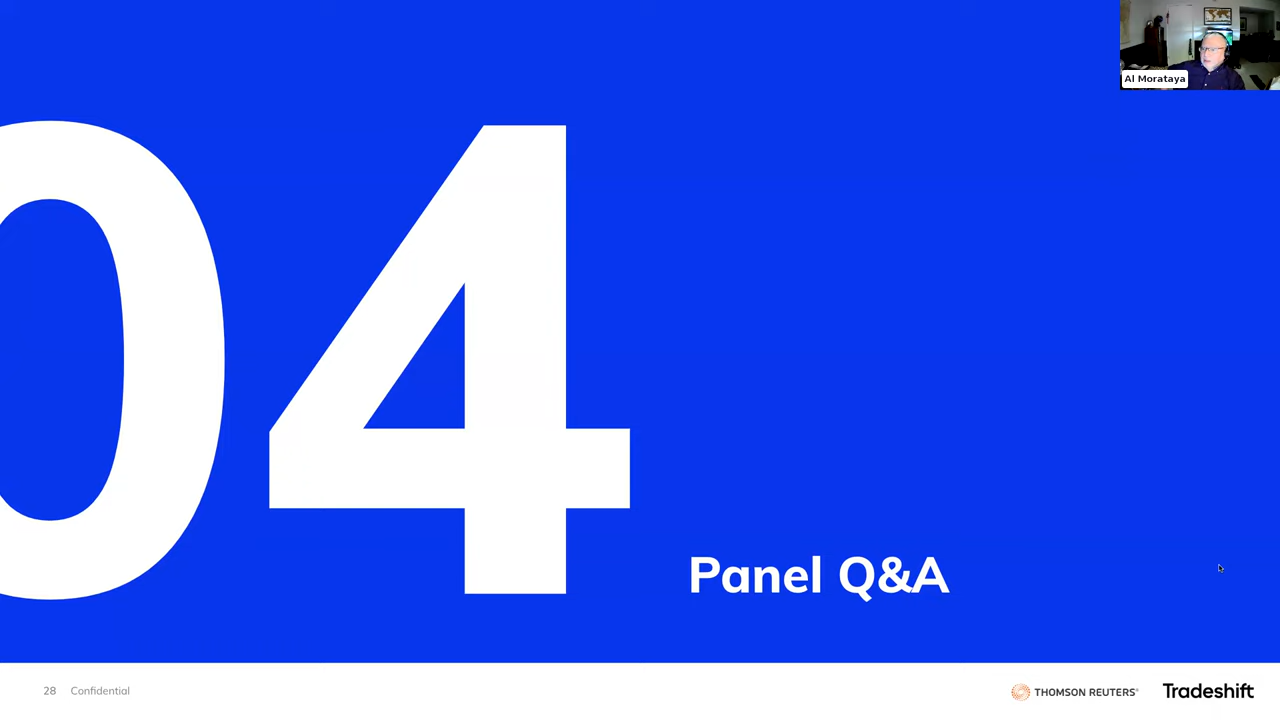 Al Morataya
04
Panel Q&A
28 Confidential
THOMSON REUTERS®
Tradeshift